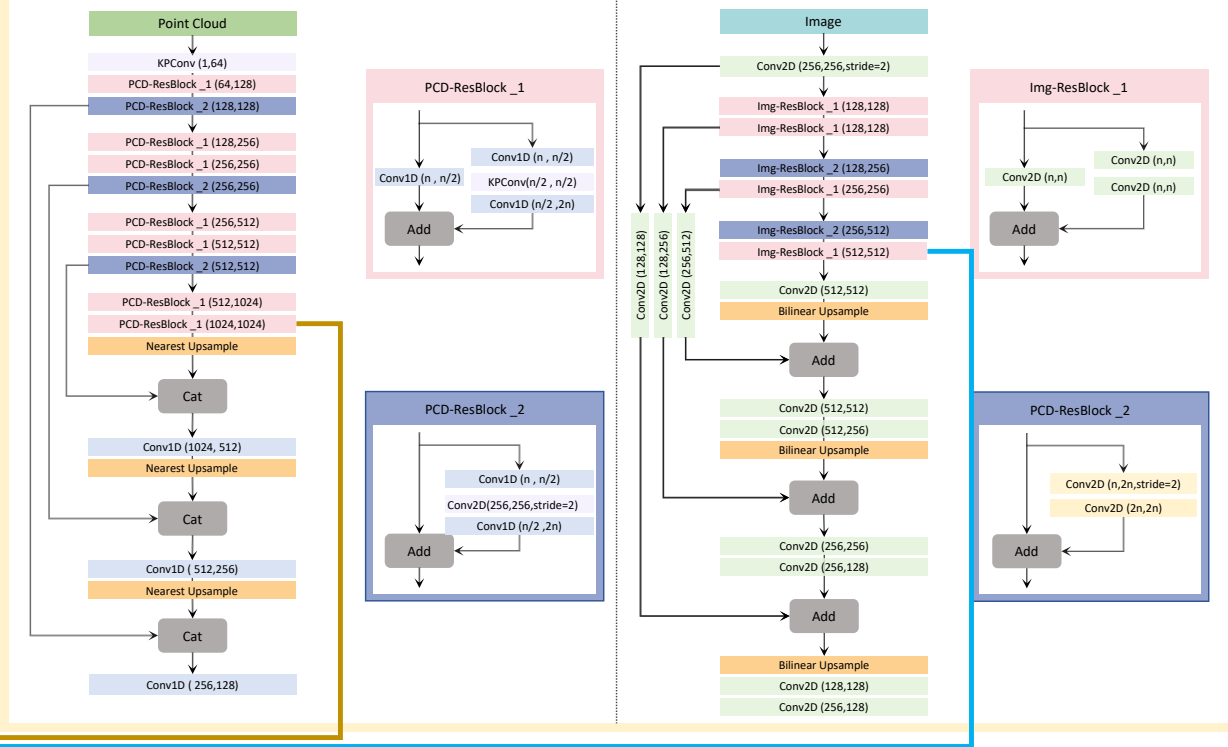 Point Cloud
KPConv (1,64)
PCD-ResBlock _1 (64,128)
PCD-ResBlock _2 (128,128)
PCD-ResBlock _1 (128,256)
PCD-ResBlock _1 (256,256)
PCD-ResBlock _2 (256,256)
PCD-ResBlock _1 (256,512)
PCD-ResBlock _1 (512,512)
PCD-ResBlock _2 (512,512)
PCD-ResBlock _1 (512,1024)
PCD-ResBlock _1 (1024,1024)
Nearest Upsample
Cat
Conv1D (1024, 512)
Nearest Upsample
Cat
Conv1D ( 512,256)
Nearest Upsample
Cat
Conv1D ( 256,128)
PCD-ResBlock _1
Conv1D (n , n/2)
Conv1D (n , n/2)
KPConv(n/2 , n/2)
Conv1D (n/2 ,2n)
Add
PCD-ResBlock _2
Conv1D (n , n/2)
Conv2D(256,256,stride=2)
Conv1D (n/2 ,2n)
Add
Image
Conv2D (256,256,stride=2)
Img-ResBlock _1 (128,128)
Img-ResBlock _1 (128,128)
Img-ResBlock _2 (128,256)
Img-ResBlock _1 (256,256)
Img-ResBlock _2 (256,512)
Img-ResBlock _1 (512,512)
Conv2D (128,128)
Conv2D (128,256)
Conv2D (256,512)
Conv2D (512,512)
Bilinear Upsample
Add
Conv2D (512,512)
Conv2D (512,256)
Bilinear Upsample
Add
Conv2D (256,256)
Conv2D (256,128)
Add
Bilinear Upsample
Conv2D (128,128)
Conv2D (256,128)
Img-ResBlock _1
Conv2D (n,n)
Conv2D (n,n)
Conv2D (n,n)
Add
PCD-ResBlock _2
Conv2D (n,2n,stride=2)
Conv2D (2n,2n)
Add